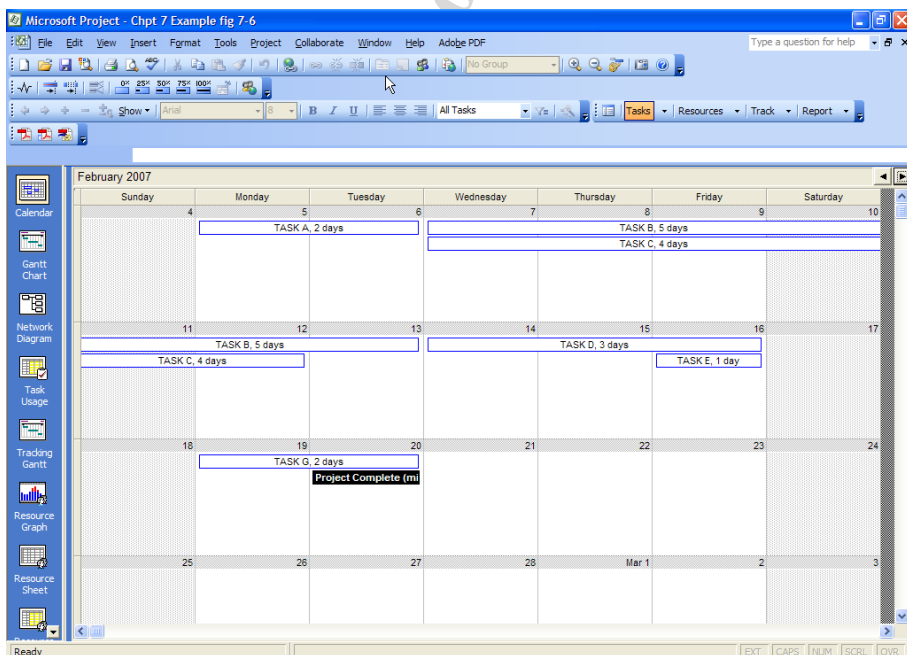 Microsoft Project - Chpt 7 Example fig 7-6
File Edit View Insert Format Tools Project Collaborate Window Help Adobe PDF Type a question for help
No Group
0% 25% 50% 75% 100%
Show Arial 8 B I U All Tasks Tasks Resources Track Report
February 2007
Sunday Monday Tuesday Wednesday Thursday Friday Saturday
4 5 6 7 8 9 10
TASK A, 2 days TASK B, 5 days
TASK C, 4 days
11 12 13 14 15 16 17
TASK B, 5 days TASK D, 3 days
TASK C, 4 days TASK E, 1 day
18 19 20 21 22 23 24
TASK G, 2 days
Project Complete (mi
25 26 27 28 Mar 1 2 3
Calendar
Gantt
Chart
Network
Diagram
Task
Usage
Tracking
Gantt
Resource
Graph
Resource
Sheet
Ready EXT CAPS NUM SCRL OVR